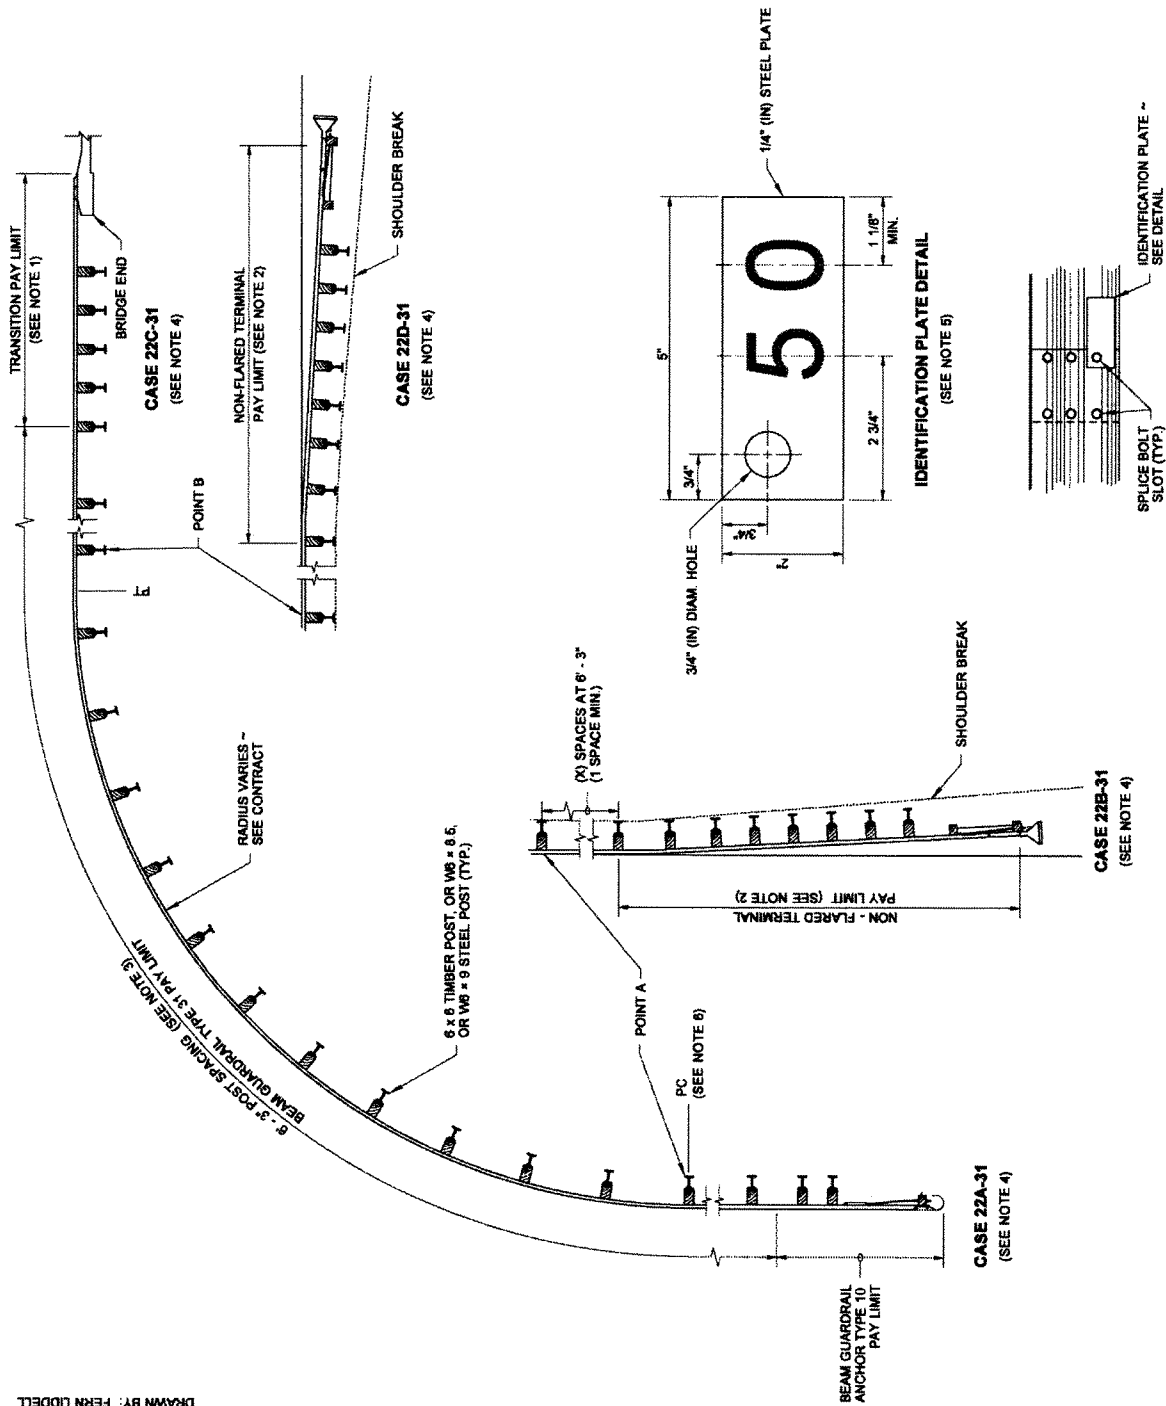 TRANSITION PAY LIMIT
(SEE NOTE 1)
BRIDGE END
CASE 22C-31
(SEE NOTE 4)
POINT B
PT
NON-FLARED TERMINAL
PAY LIMIT (SEE NOTE 2)
SHOULDER BREAK
CASE 22D-31
(SEE NOTE 4)
RADIUS VARIES ~
SEE CONTRACT
6' - 3" POST SPACING (SEE NOTE 3)
BEAM GUARDRAIL TYPE 31 PAY LIMIT
6 x 8 TIMBER POST, OR W6 × 8.5,
OR W6 × 9 STEEL POST (TYP.)
(X) SPACES AT 6' - 3"
(1 SPACE MIN.)
NON - FLARED TERMINAL
PAY LIMIT (SEE NOTE 2)
SHOULDER BREAK
CASE 22B-31
(SEE NOTE 4)
POINT A
PC
(SEE NOTE 6)
CASE 22A-31
(SEE NOTE 4)
BEAM GUARDRAIL
ANCHOR TYPE 10
PAY LIMIT
1/4" (IN) STEEL PLATE
5"
3/4"
3/4"
2"
50
1 1/8"
MIN.
2 3/4"
3/4" (IN) DIAM. HOLE
IDENTIFICATION PLATE DETAIL
(SEE NOTE 5)
IDENTIFICATION PLATE ~
SEE DETAIL
SPLICE BOLT
SLOT (TYP.)
DRAWN BY: FERN LIDDELL